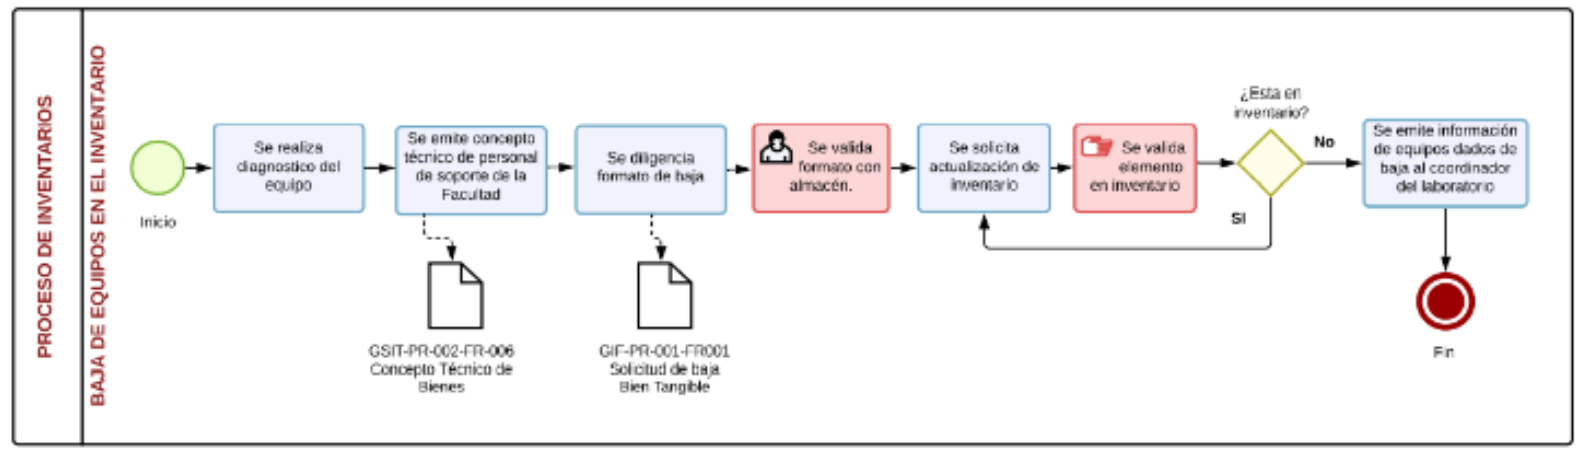 PROCESO DE INVENTARIOS
BAJA DE EQUIPOS EN EL INVENTARIO
Inicio
Se realiza
diagnostico del
equipo
Se emite concepto
técnico de personal
de soporte de la
Facultad
GSIT-PR-002-FR-006
Concepto Técnico de
Bienes
Se diligencia
formato de baja
GIF-PR-001-FR001
Solicitud de baja
Bien Tangible
Se valida
formato con
almacén.
Se solicita
actualización de
inventario
Se valida
elemento
en inventario
¿Esta en
inventario?
SI
No
Se emite información
de equipos dados de
baja al coordinador
del laboratorio
Fin